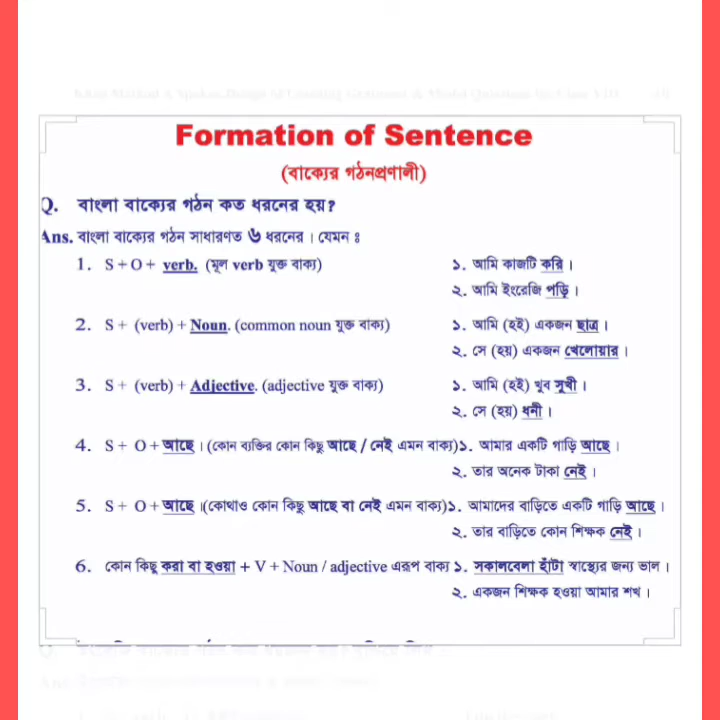 Formation of Sentence
(বাক্যের গঠনপ্রণালী)
Q. বাংলা বাক্যের গঠন কত ধরনের হয়?
Ans. বাংলা বাক্যের গঠন সাধারণত ৬ ধরনের । যেমন ঃ
1. S + O + verb. (মূল verb যুক্ত বাক্য) ১. আমি কাজটি করি ।
২. আমি ইংরেজি পড়ি ।
2. S + (verb) + Noun. (common noun যুক্ত বাক্য) ১. আমি (হই) একজন ছাত্র ।
২. সে (হয়) একজন খেলোয়ার ।
3. S + (verb) + Adjective. (adjective যুক্ত বাক্য) ১. আমি (হই) খুব সুখী ।
২. সে (হয়) ধনী ।
4. S + O + আছে । (কোন ব্যক্তির কোন কিছু আছে / নেই এমন বাক্য) ১. আমার একটি গাড়ি আছে ।
২. তার অনেক টাকা নেই ।
5. S + O + আছে ।(কোথাও কোন কিছু আছে বা নেই এমন বাক্য) ১. আমাদের বাড়িতে একটি গাড়ি আছে ।
২. তার বাড়িতে কোন শিক্ষক নেই ।
6. কোন কিছু করা বা হওয়া + V + Noun / adjective এরূপ বাক্য ১. সকালবেলা হাঁটা স্বাস্থ্যের জন্য ভাল ।
২. একজন শিক্ষক হওয়া আমার শখ ।